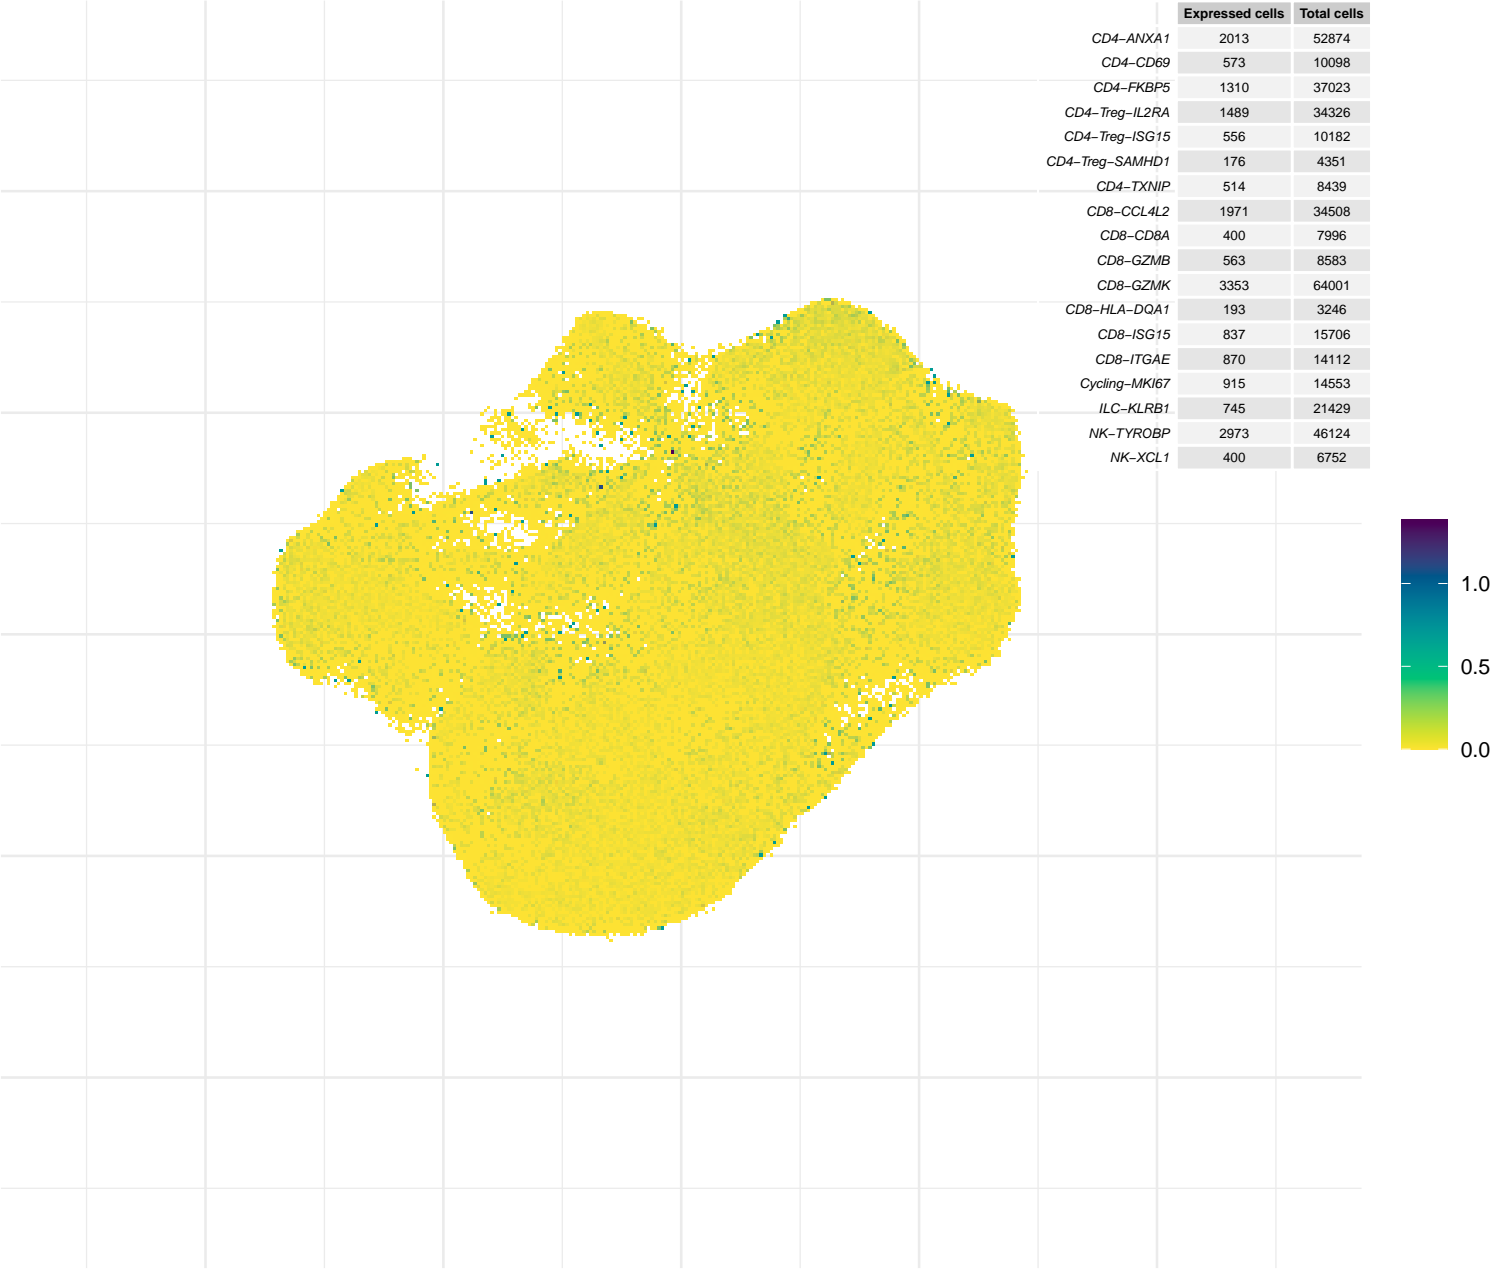 Expressed cells Total cells
CD4−ANXA1 2013 52874
CD4−CD69 573 10098
CD4−FKBP5 1310 37023
CD4−Treg−IL2RA 1489 34326
CD4−Treg−ISG15 556 10182
CD4−Treg−SAMHD1 176 4351
CD4−TXNIP 514 8439
CD8−CCL4L2 1971 34508
CD8−CD8A 400 7996
CD8−GZMB 563 8583
CD8−GZMK 3353 64001
CD8−HLA−DQA1 193 3246
CD8−ISG15 837 15706
CD8−ITGAE 870 14112
Cycling−MKI67 915 14553
ILC−KLRB1 745 21429
NK−TYROBP 2973 46124
NK−XCL1 400 6752
1.0
0.5
0.0